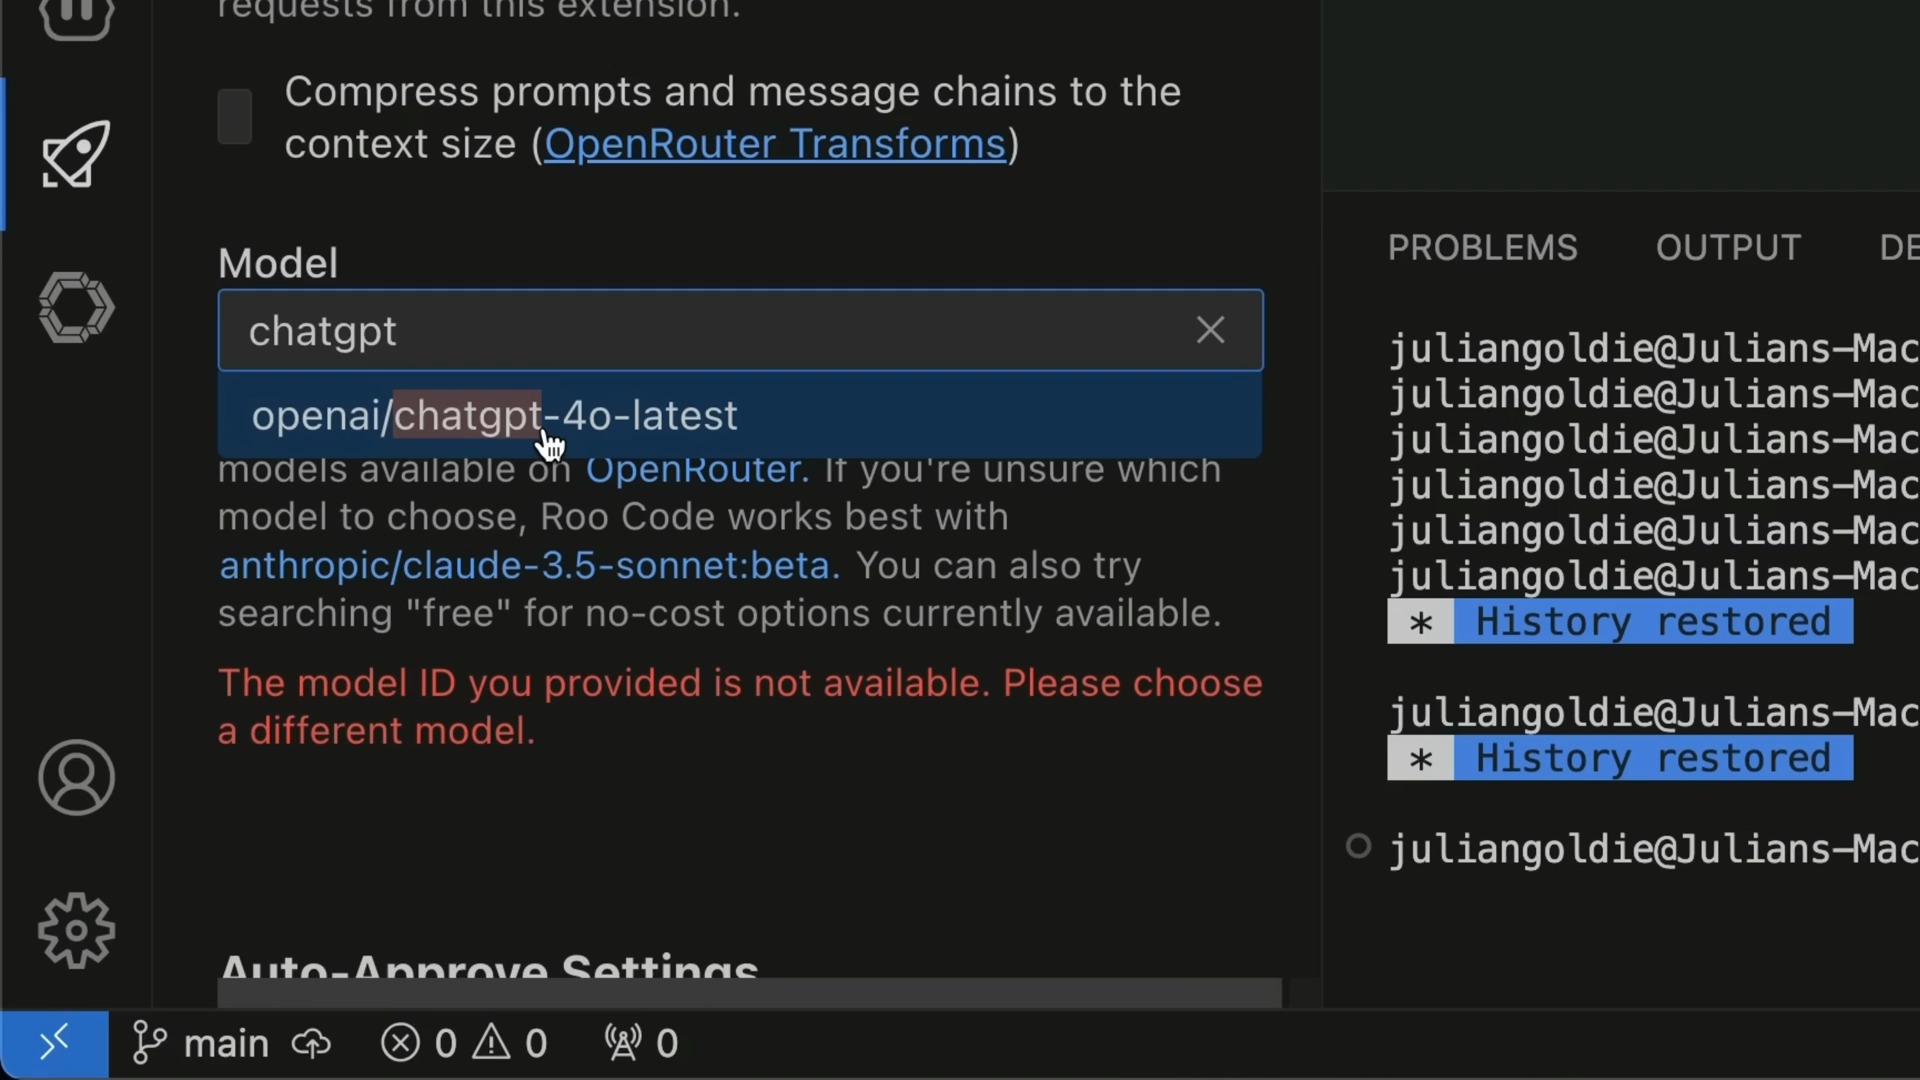 requests from this extension.
Compress prompts and message chains to the
context size (OpenRouter Transforms)
Model
chatgpt
openai/chatgpt-4o-latest
models available on OpenRouter. If you're unsure which
model to choose, Roo Code works best with
anthropic/claude-3.5-sonnet:beta. You can also try
searching "free" for no-cost options currently available.
The model ID you provided is not available. Please choose
a different model.
Auto-Approve Settings
PROBLEMS OUTPUT DE
juliangoldie@Julians-Mac
juliangoldie@Julians-Mac
juliangoldie@Julians-Mac
juliangoldie@Julians-Mac
juliangoldie@Julians-Mac
juliangoldie@Julians-Mac
* History restored
juliangoldie@Julians-Mac
* History restored
juliangoldie@Julians-Mac
main 0 0 0